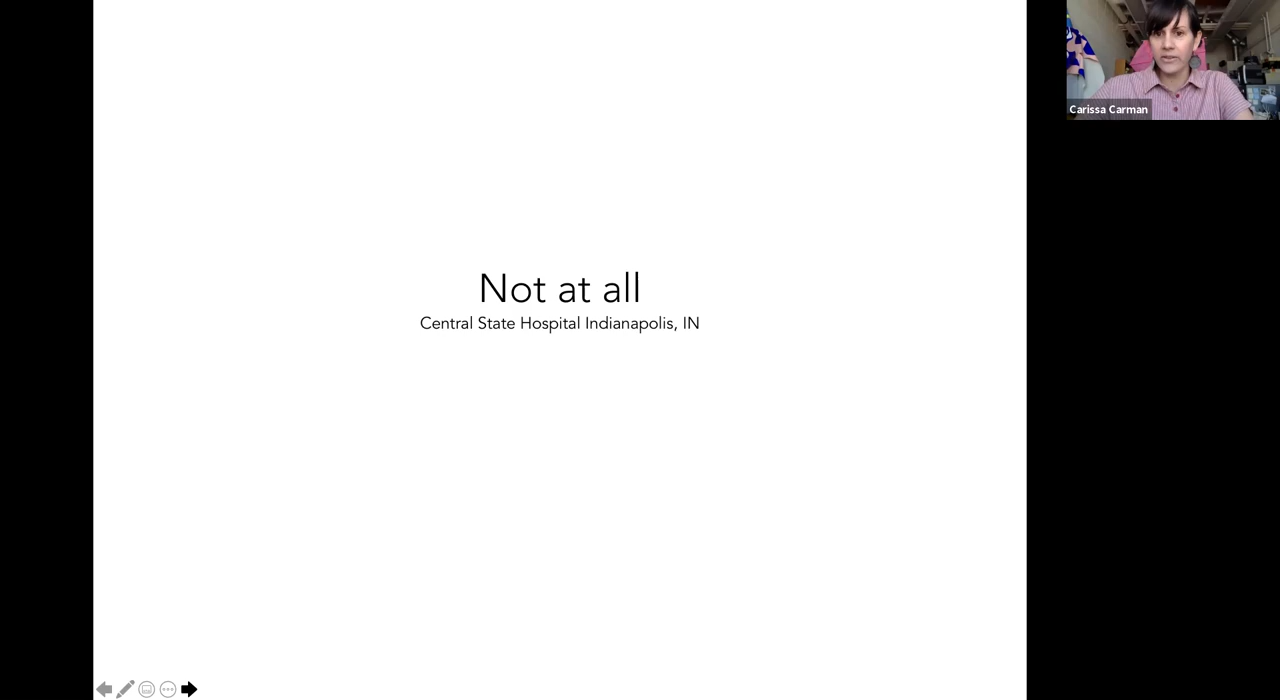 Not at all
Central State Hospital Indianapolis, IN
Carissa Carman